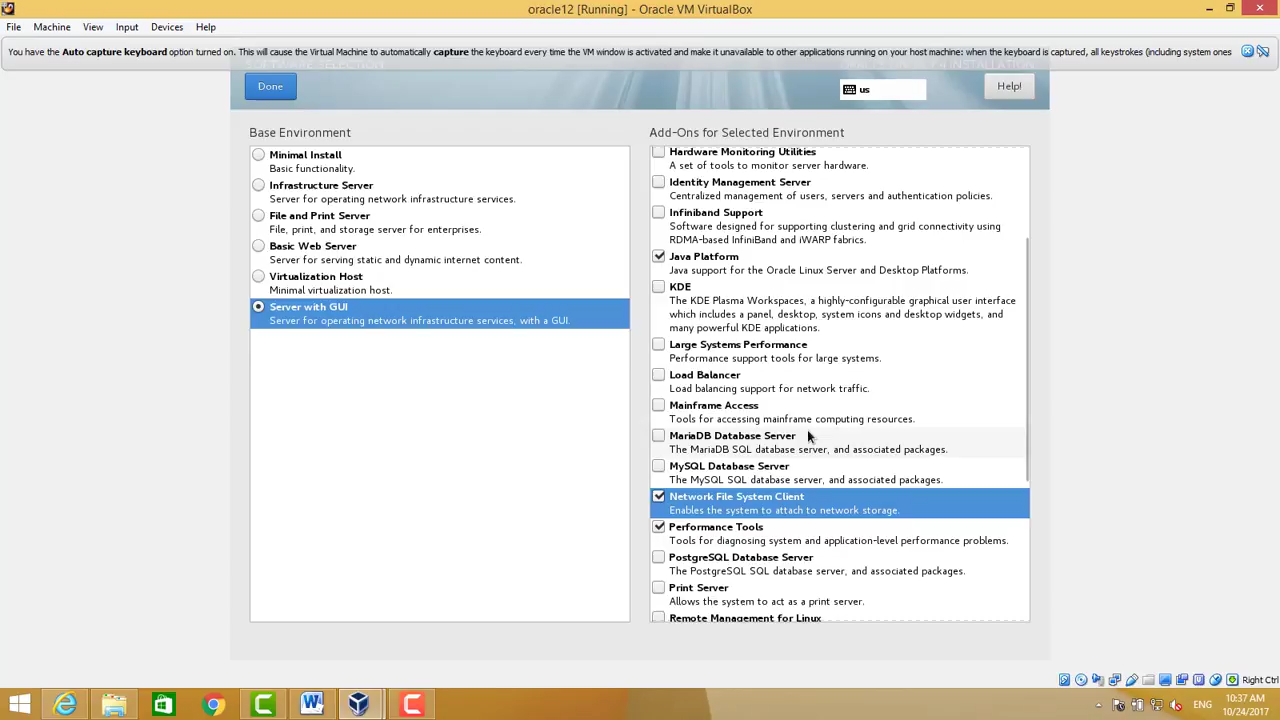 oracle12 [Running] - Oracle VM VirtualBox
File Machine View Input Devices Help
You have the Auto capture keyboard option turned on. This will cause the Virtual Machine to automatically capture the keyboard every time the VM window is activated and make it unavailable to other applications running on your host machine: when the keyboard is captured, all keystrokes (including system ones
SOFTWARE SELECTION
Done
us
Help!
Base Environment
Minimal Install
Basic functionality.
Infrastructure Server
Server for operating network infrastructure services.
File and Print Server
File, print, and storage server for enterprises.
Basic Web Server
Server for serving static and dynamic internet content.
Virtualization Host
Minimal virtualization host.
Server with GUI
Server for operating network infrastructure services, with a GUI.
Add-Ons for Selected Environment
Hardware Monitoring Utilities
A set of tools to monitor server hardware.
Identity Management Server
Centralized management of users, servers and authentication policies.
Infiniband Support
Software designed for supporting clustering and grid connectivity using
RDMA-based InfiniBand and iWARP fabrics.
Java Platform
Java support for the Oracle Linux Server and Desktop Platforms.
KDE
The KDE Plasma Workspaces, a highly-configurable graphical user interface
which includes a panel, desktop, system icons and desktop widgets, and
many powerful KDE applications.
Large Systems Performance
Performance support tools for large systems.
Load Balancer
Load balancing support for network traffic.
Mainframe Access
Tools for accessing mainframe computing resources.
MariaDB Database Server
The MariaDB SQL database server, and associated packages.
MySQL Database Server
The MySQL SQL database server, and associated packages.
Network File System Client
Enables the system to attach to network storage.
Performance Tools
Tools for diagnosing system and application-level performance problems.
PostgreSQL Database Server
The PostgreSQL SQL database server, and associated packages.
Print Server
Allows the system to act as a print server.
Remote Management for Linux
Right Ctrl
ENG
10:37 AM
10/24/2017